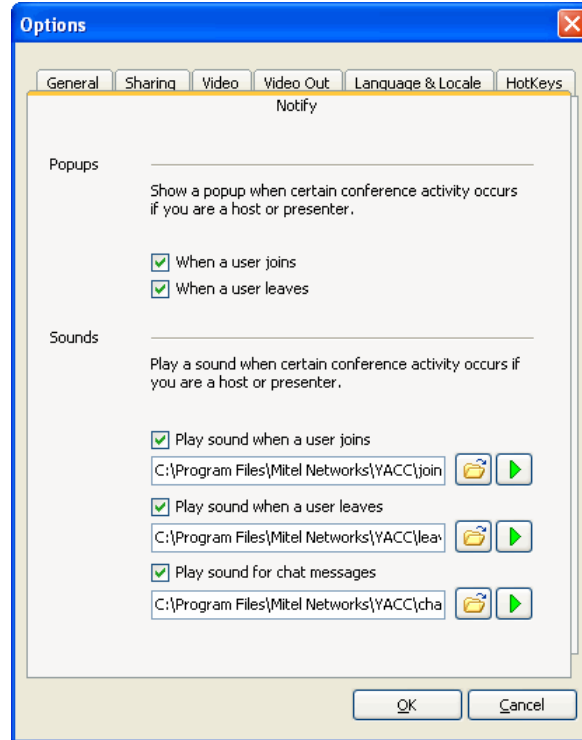 Options
General Sharing Video Video Out Language & Locale HotKeys
Notify
Popups
Show a popup when certain conference activity occurs
if you are a host or presenter.
When a user joins
When a user leaves
Sounds
Play a sound when certain conference activity occurs if
you are a host or presenter.
Play sound when a user joins
C:\Program Files\Mitel Networks\YACC\join
Play sound when a user leaves
C:\Program Files\Mitel Networks\YACC\leav
Play sound for chat messages
C:\Program Files\Mitel Networks\YACC\cha
OK Cancel